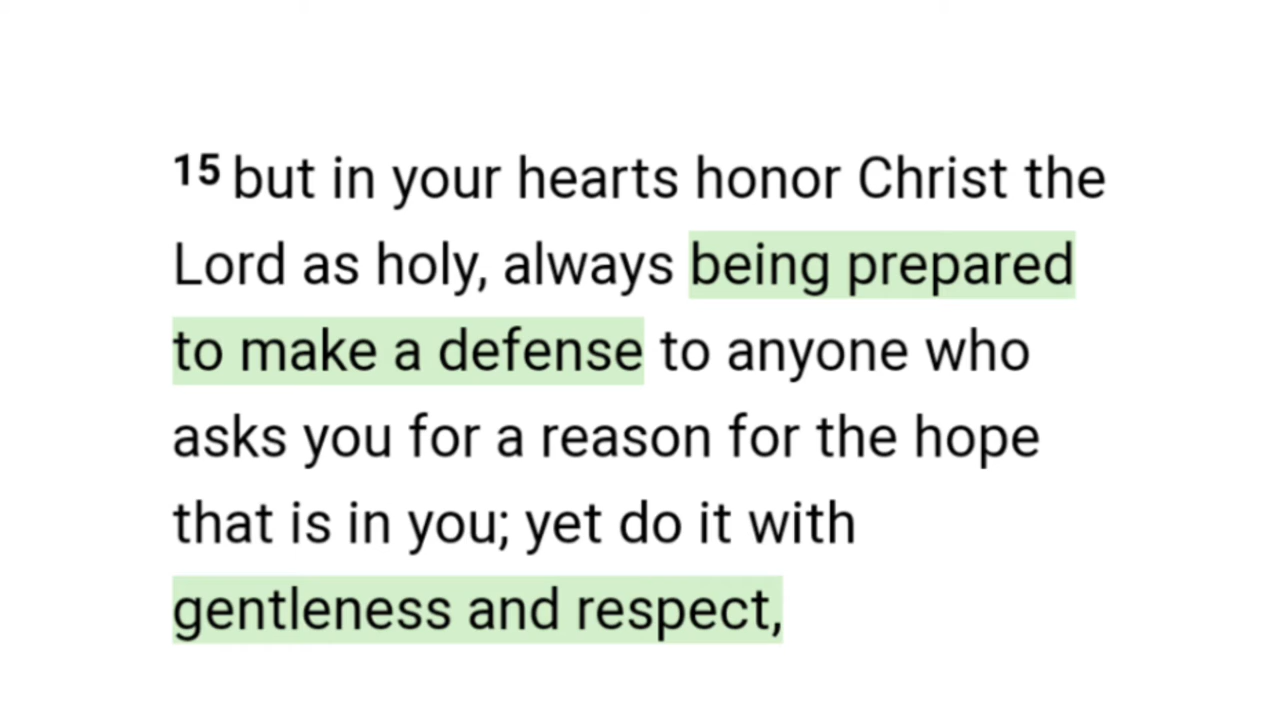 15 but in your hearts honor Christ the
Lord as holy, always being prepared
to make a defense to anyone who
asks you for a reason for the hope
that is in you; yet do it with
gentleness and respect,